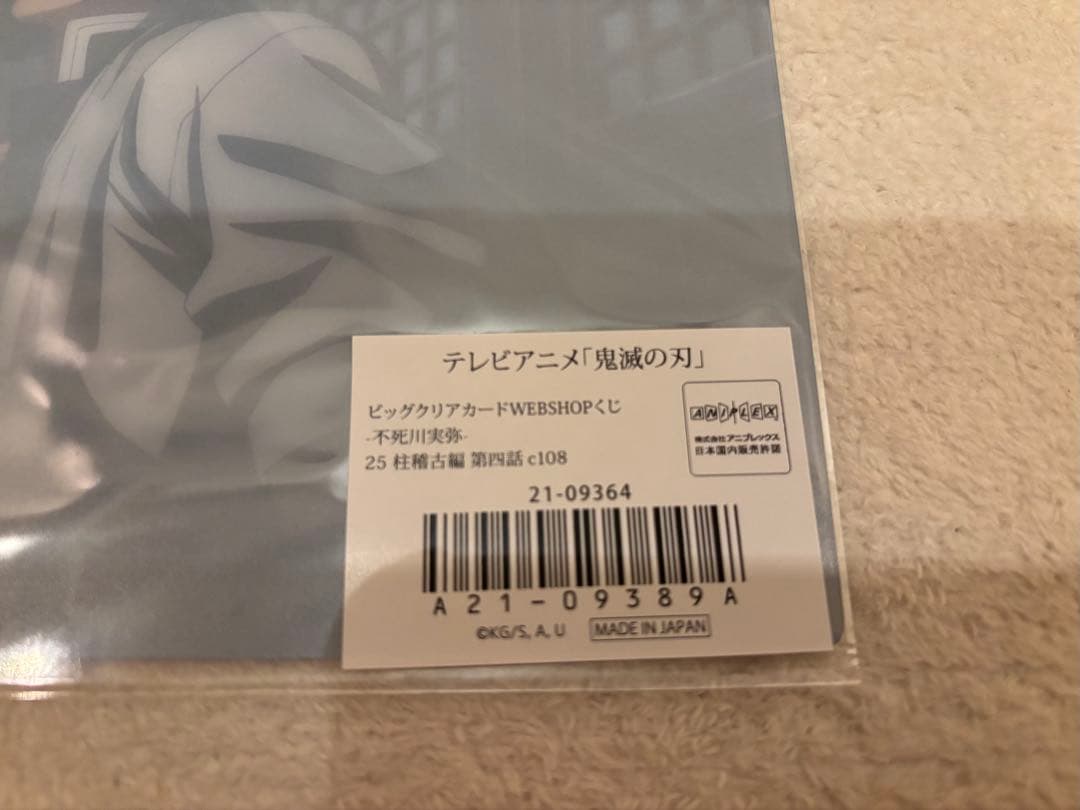 テレビアニメ「鬼滅の刃」
ビッグクリアカードWEBSHOPくじ
-不死川実弥-
25 柱稽古編 第四話 c108
ANIPLEX
株式会社アニプレックス
日本国内販売許諾
21-09364
A21-09389A
©KG/S, A, U
MADE IN JAPAN